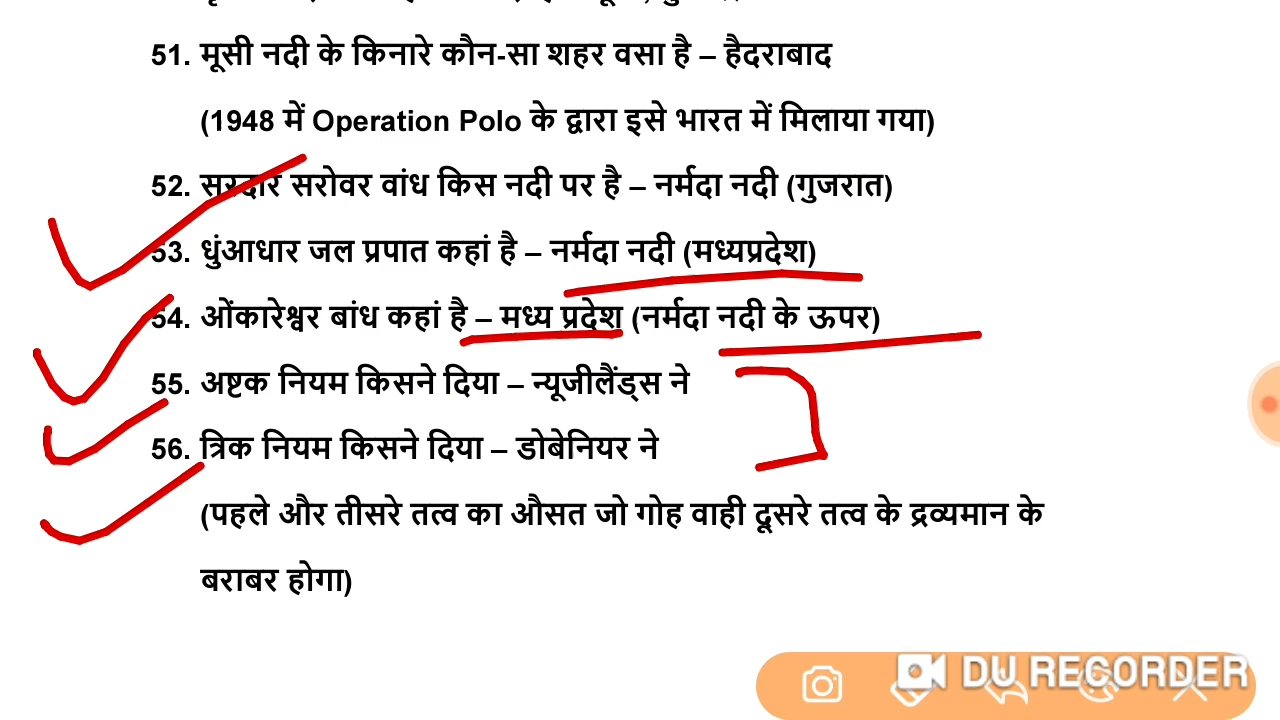 51. मूसी नदी के किनारे कौन-सा शहर वसा है – हैदराबाद
(1948 में Operation Polo के द्वारा इसे भारत में मिलाया गया)
52. सरदार सरोवर वांध किस नदी पर है – नर्मदा नदी (गुजरात)
53. धुंआधार जल प्रपात कहां है – नर्मदा नदी (मध्यप्रदेश)
54. ओंकारेश्वर बांध कहां है – मध्य प्रदेश (नर्मदा नदी के ऊपर)
55. अष्टक नियम किसने दिया – न्यूजीलैंड्स ने
56. त्रिक नियम किसने दिया – डोबेनियर ने
(पहले और तीसरे तत्व का औसत जो गोह वाही दूसरे तत्व के द्रव्यमान के
बराबर होगा)
DU RECORDER